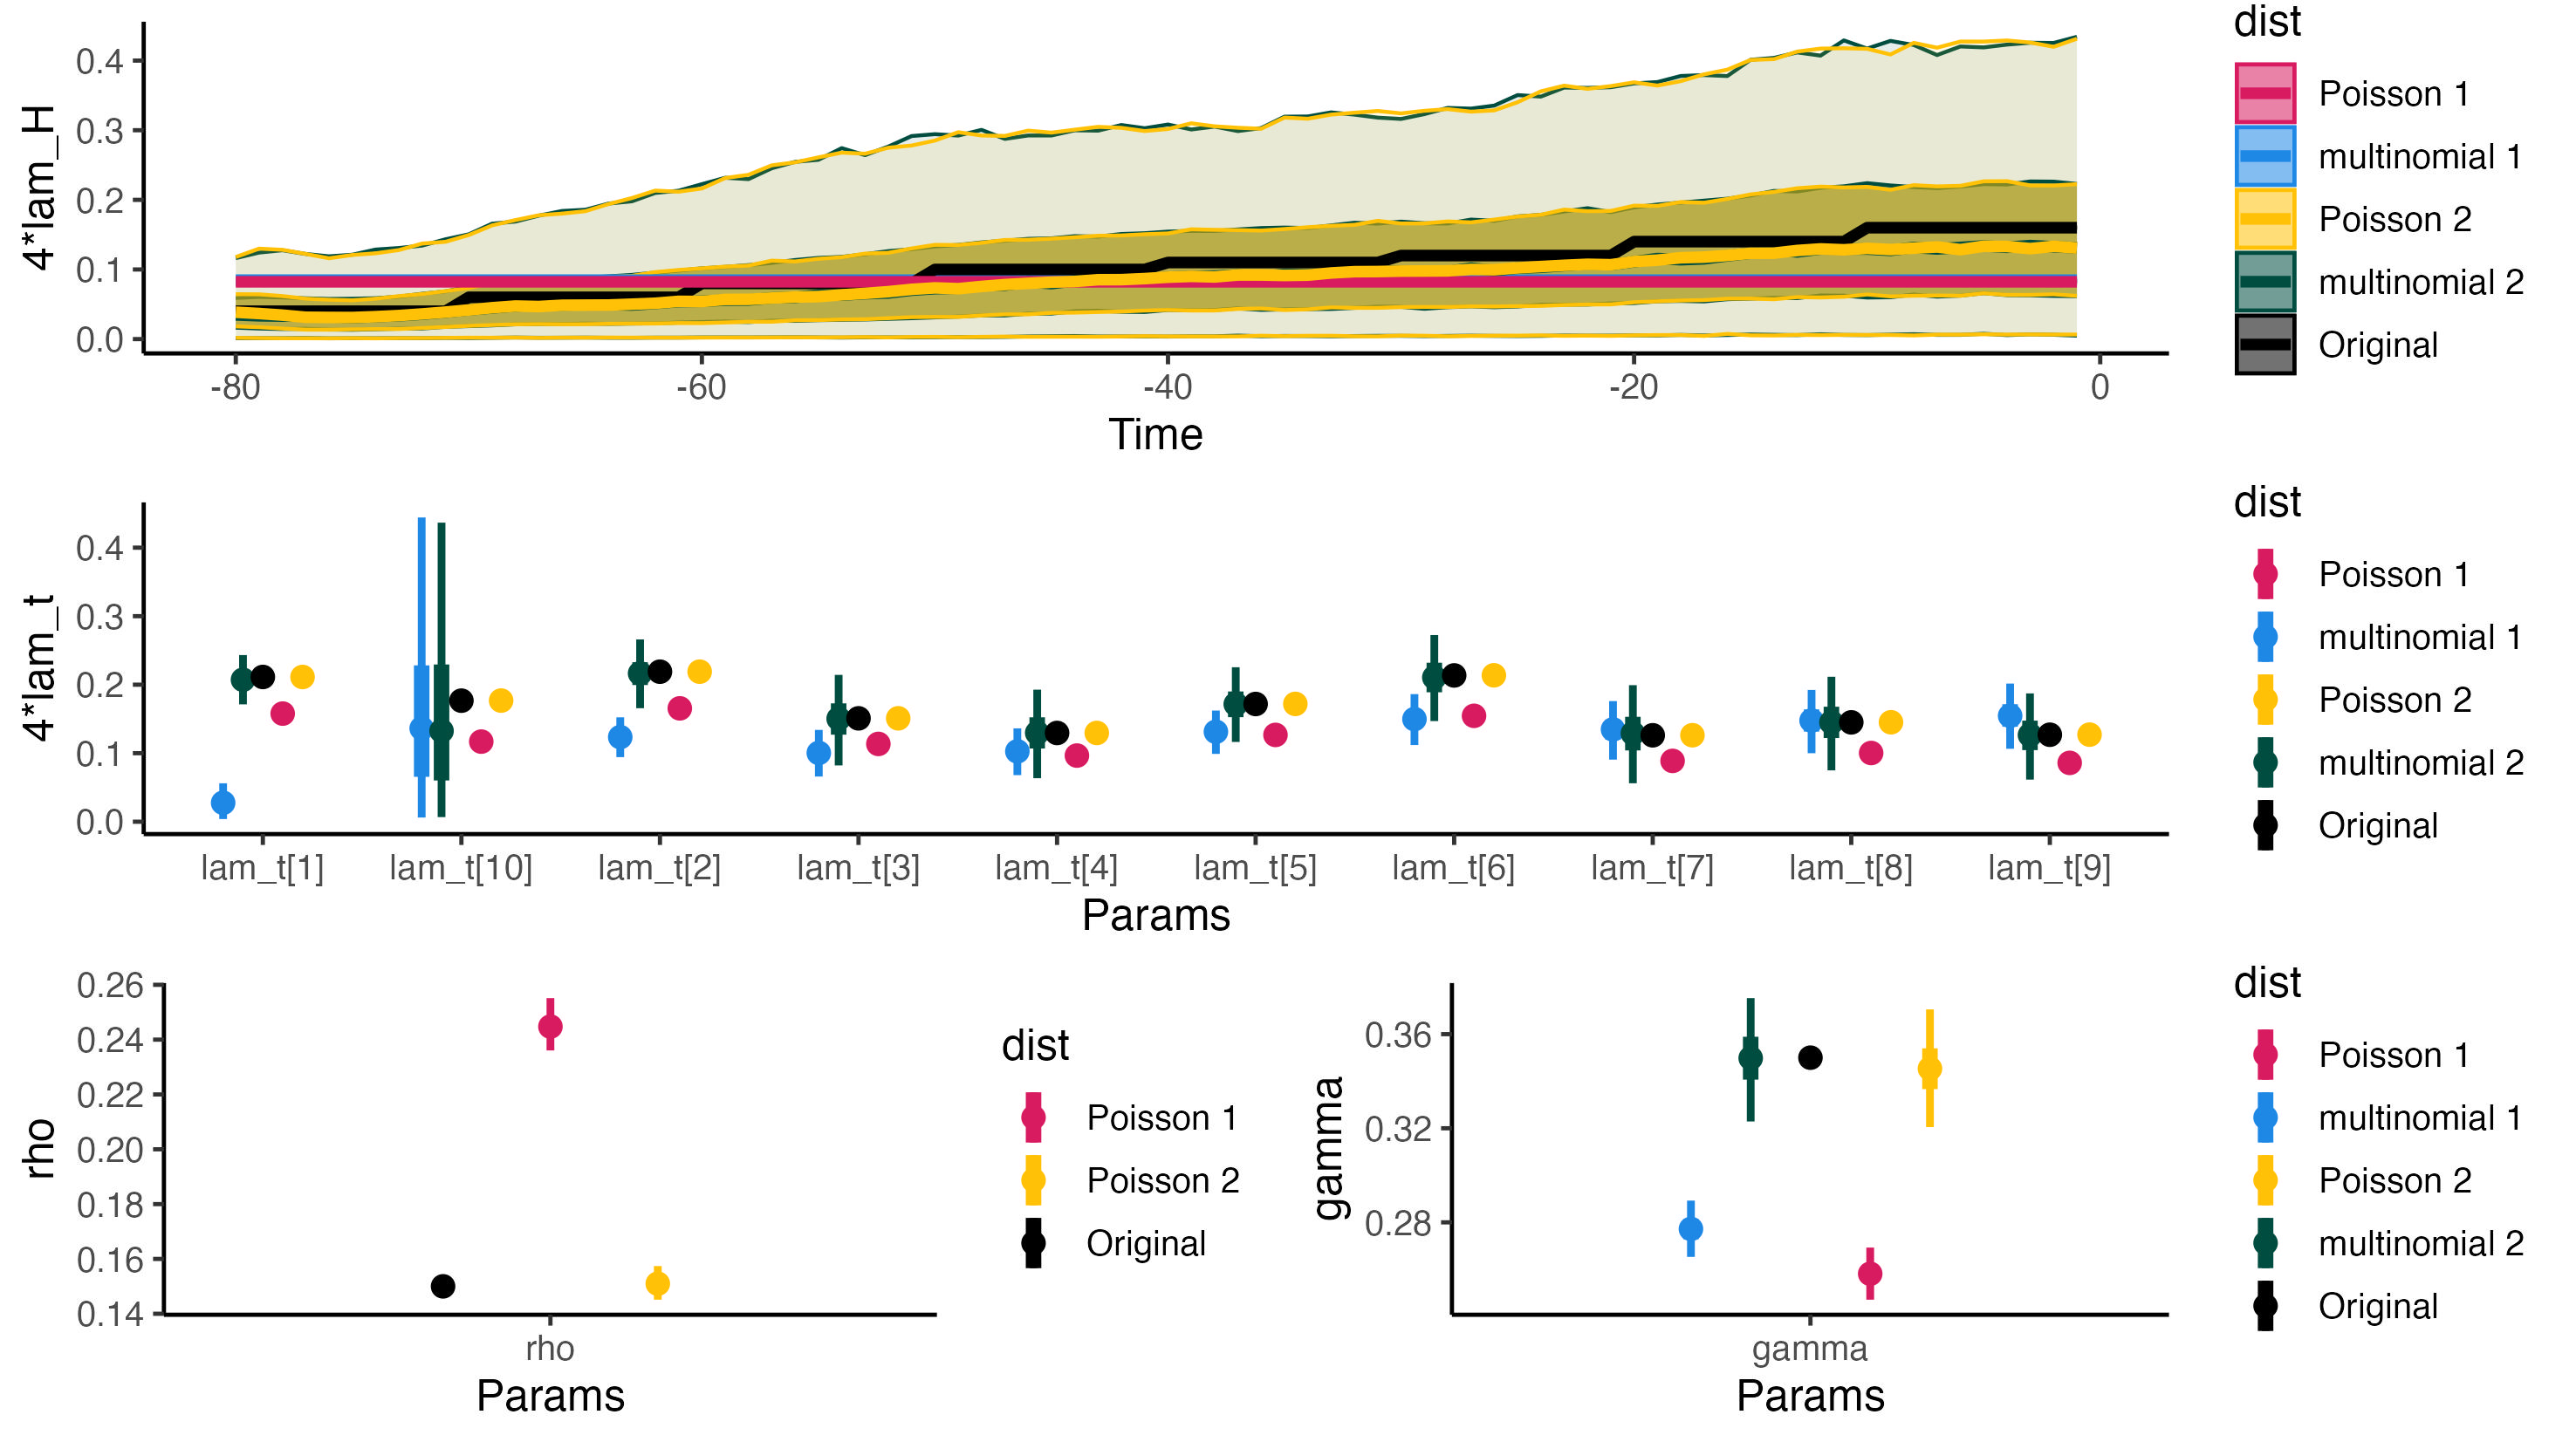 4*lam_H
0.4
0.3
0.2
0.1
0.0
-80 -60 -40 -20 0
Time
dist
Poisson 1
multinomial 1
Poisson 2
multinomial 2
Original
4*lam_t
0.4
0.3
0.2
0.1
0.0
lam_t[1] lam_t[10] lam_t[2] lam_t[3] lam_t[4] lam_t[5] lam_t[6] lam_t[7] lam_t[8] lam_t[9]
Params
dist
Poisson 1
multinomial 1
Poisson 2
multinomial 2
Original
rho
0.26
0.24
0.22
0.20
0.18
0.16
0.14
rho
Params
dist
Poisson 1
Poisson 2
Original
gamma
0.36
0.32
0.28
gamma
Params
dist
Poisson 1
multinomial 1
Poisson 2
multinomial 2
Original